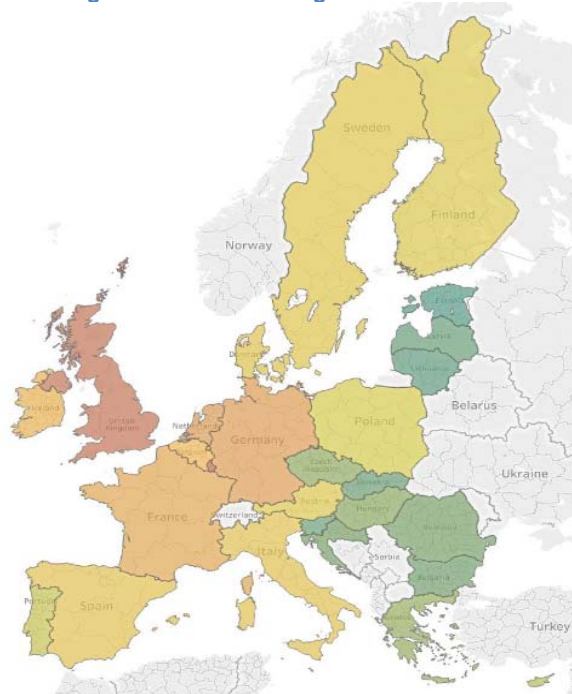 Sweden
Finland
Norway
Estonia
Latvia
Lithuania
Denmark
Ireland
United
Kingdom
Belarus
Netherlands
Germany
Poland
Belgium
Ukraine
Czech
Republic
Slovakia
France
Switzerland
Austria
Hungary
Romania
Italy
Serbia
Bulgaria
Portugal
Spain
Greece
Turkey